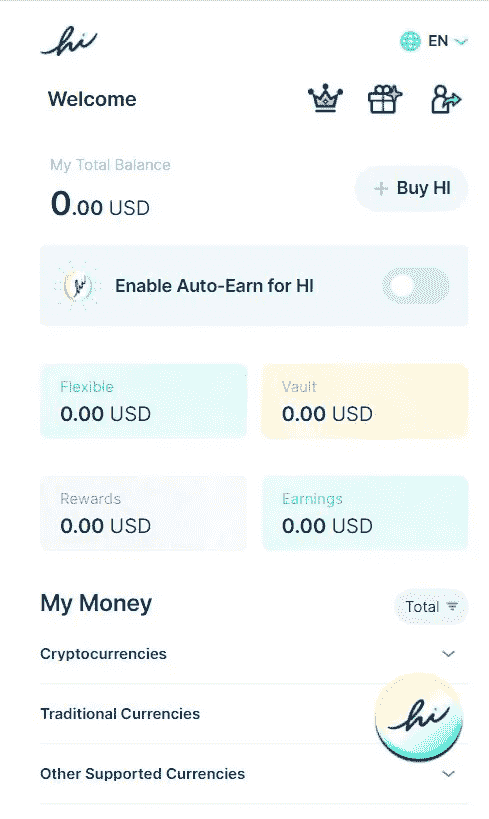 hi
EN
Welcome
My Total Balance
0.00 USD
+ Buy HI
Enable Auto-Earn for HI
Flexible
0.00 USD
Vault
0.00 USD
Rewards
0.00 USD
Earnings
0.00 USD
My Money
Total
Cryptocurrencies
Traditional Currencies
hi
Other Supported Currencies